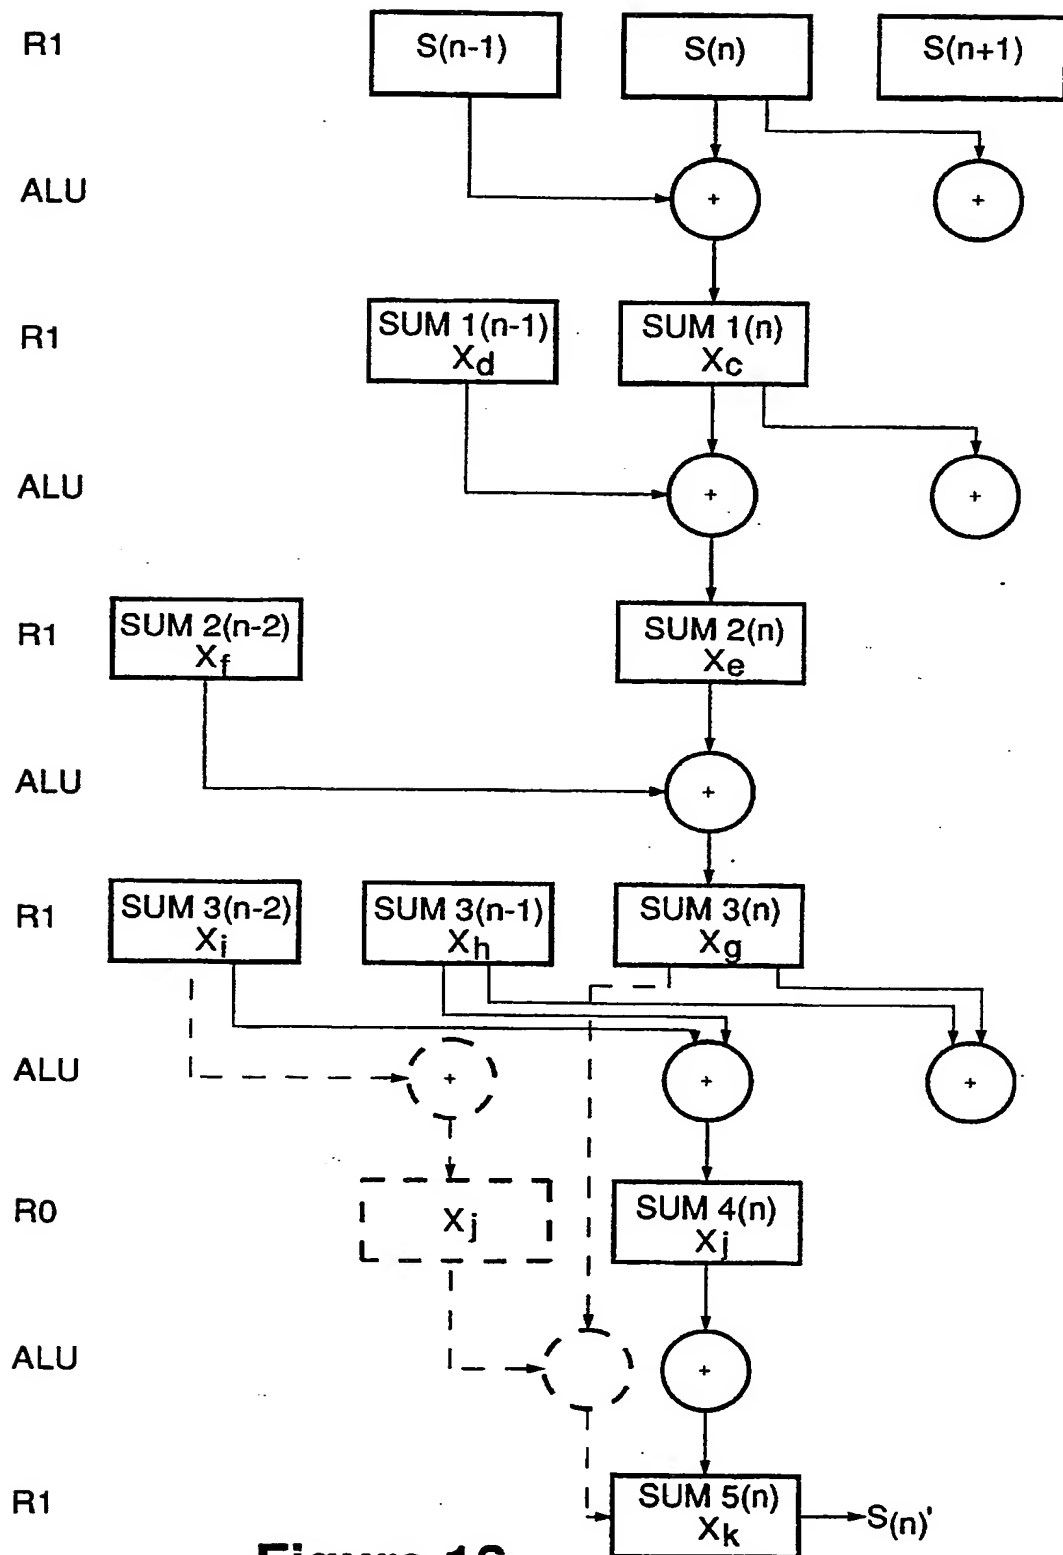 R1 S(n-1) S(n) S(n+1)
ALU + +
R1 SUM 1(n-1) SUM 1(n)
Xd Xc
ALU + +
R1 SUM 2(n-2) SUM 2(n)
Xf Xe
ALU +
R1 SUM 3(n-2) SUM 3(n-1) SUM 3(n)
Xi Xh Xg
ALU + + +
R0 Xj SUM 4(n)
Xj
ALU +
R1 SUM 5(n) S(n)'
Xk